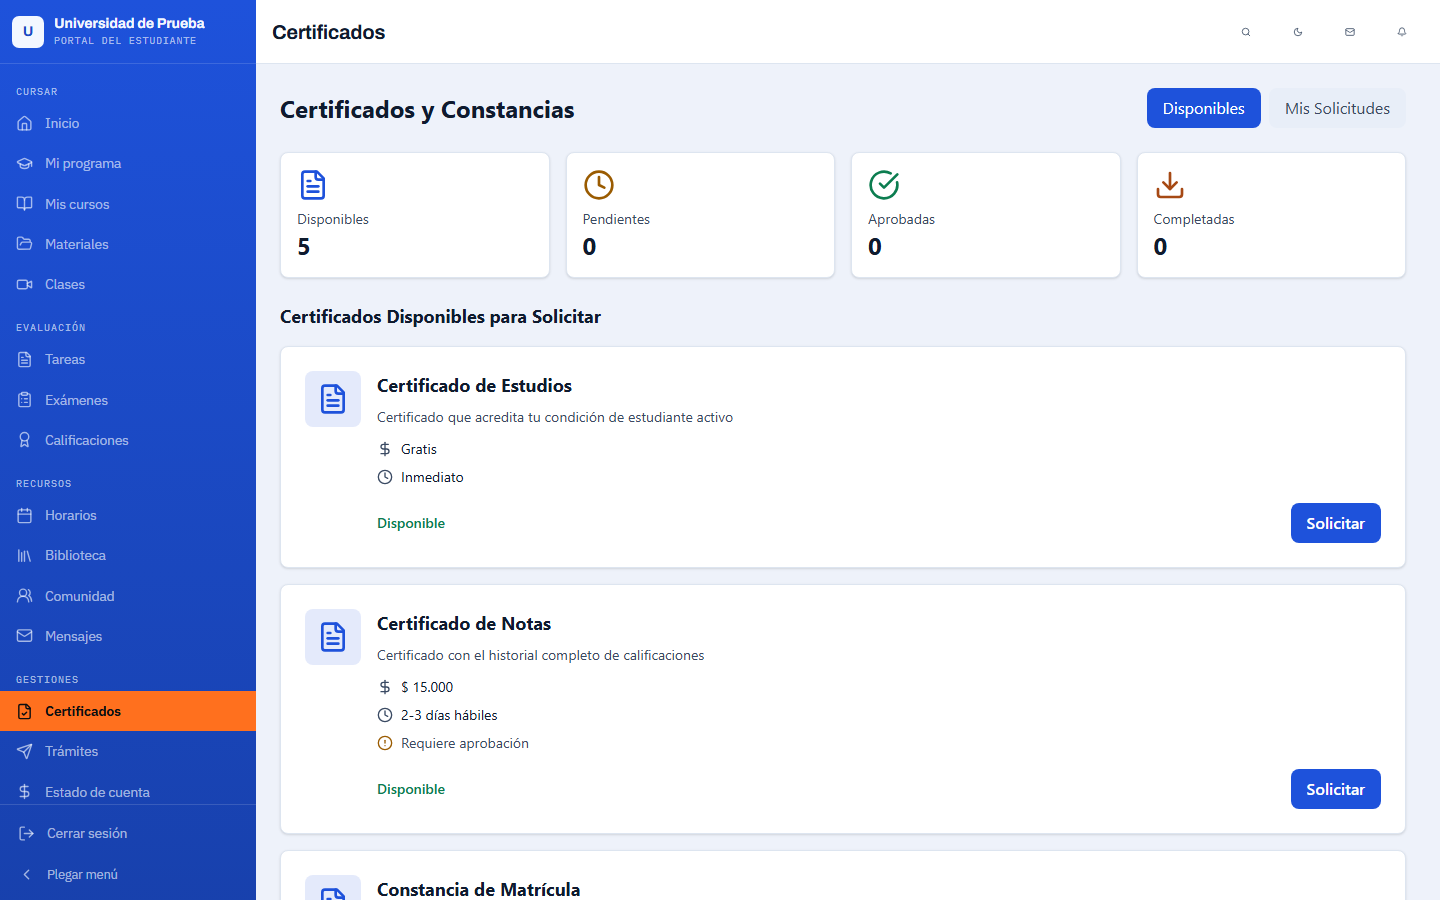 U
Universidad de Prueba
PORTAL DEL ESTUDIANTE
CURSAR
Inicio
Mi programa
Mis cursos
Materiales
Clases
EVALUACIÓN
Tareas
Exámenes
Calificaciones
RECURSOS
Horarios
Biblioteca
Comunidad
Mensajes
GESTIONES
Certificados
Trámites
Estado de cuenta
Cerrar sesión
Plegar menú
Certificados
Certificados y Constancias
Disponibles
Mis Solicitudes
Disponibles
5
Pendientes
0
Aprobadas
0
Completadas
0
Certificados Disponibles para Solicitar
Certificado de Estudios
Certificado que acredita tu condición de estudiante activo
Gratis
Inmediato
Disponible
Solicitar
Certificado de Notas
Certificado con el historial completo de calificaciones
$ 15.000
2-3 días hábiles
Requiere aprobación
Disponible
Solicitar
Constancia de Matrícula